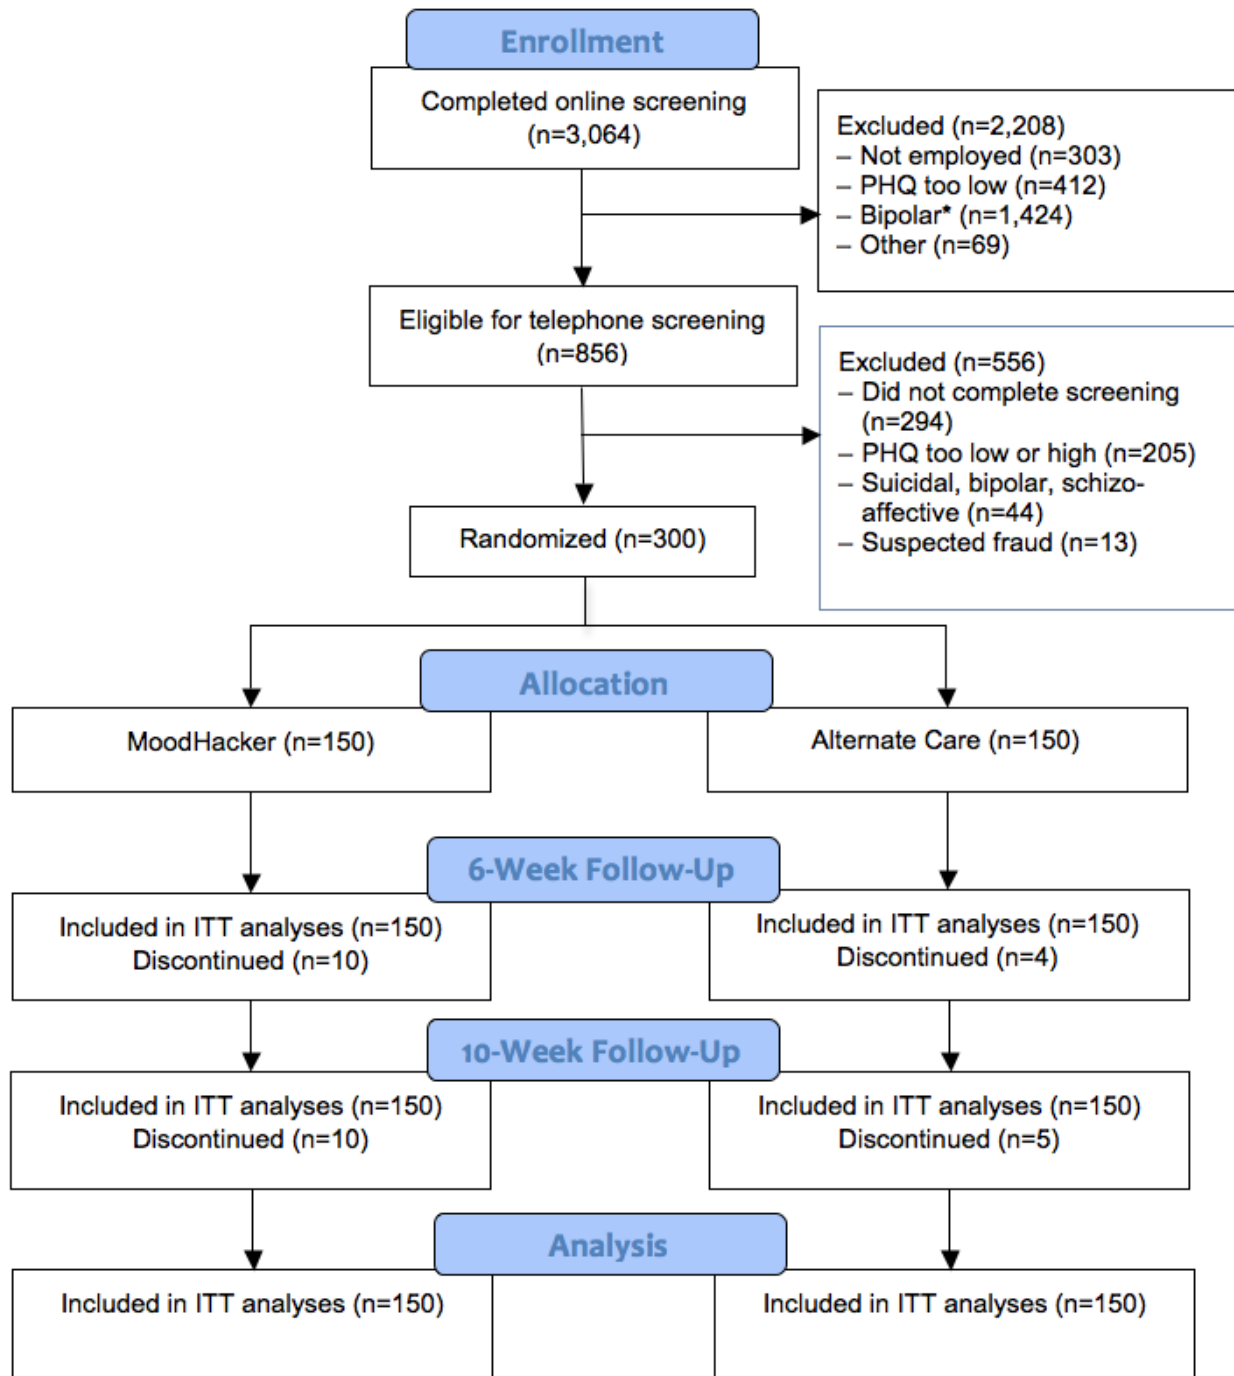 Enrollment
Completed online screening
(n=3,064)
Excluded (n=2,208)
– Not employed (n=303)
– PHQ too low (n=412)
– Bipolar* (n=1,424)
– Other (n=69)
Eligible for telephone screening
(n=856)
Excluded (n=556)
– Did not complete screening
(n=294)
– PHQ too low or high (n=205)
– Suicidal, bipolar, schizo-
affective (n=44)
– Suspected fraud (n=13)
Randomized (n=300)
Allocation
MoodHacker (n=150)
Alternate Care (n=150)
6-Week Follow-Up
Included in ITT analyses (n=150)
Discontinued (n=10)
Included in ITT analyses (n=150)
Discontinued (n=4)
10-Week Follow-Up
Included in ITT analyses (n=150)
Discontinued (n=10)
Included in ITT analyses (n=150)
Discontinued (n=5)
Analysis
Included in ITT analyses (n=150)
Included in ITT analyses (n=150)